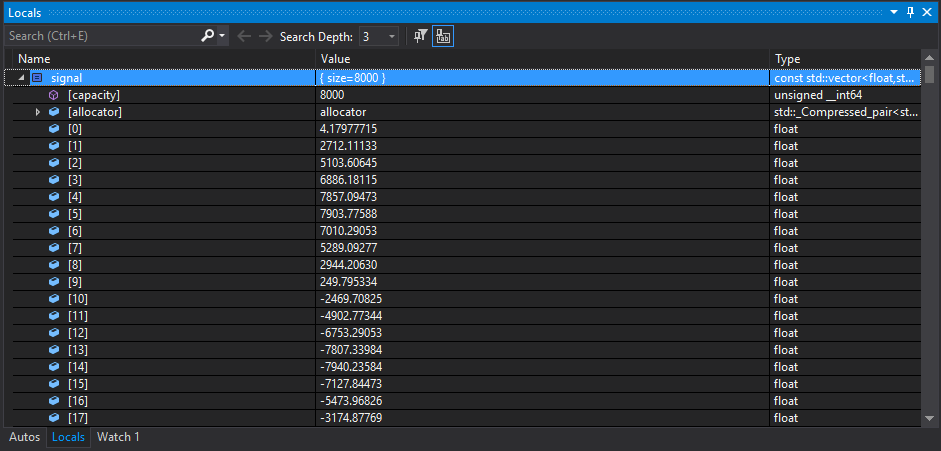 Locals
Search (Ctrl+E) Search Depth: 3
Name Value Type
signal { size=8000 } const std::vector<float,st...
[capacity] 8000 unsigned __int64
[allocator] allocator std::_Compressed_pair<st...
[0] 4.17977715 float
[1] 2712.11133 float
[2] 5103.60645 float
[3] 6886.18115 float
[4] 7857.09473 float
[5] 7903.77588 float
[6] 7010.29053 float
[7] 5289.09277 float
[8] 2944.20630 float
[9] 249.795334 float
[10] -2469.70825 float
[11] -4902.77344 float
[12] -6753.29053 float
[13] -7807.33984 float
[14] -7940.23584 float
[15] -7127.84473 float
[16] -5473.96826 float
[17] -3174.87769 float
Autos Locals Watch 1